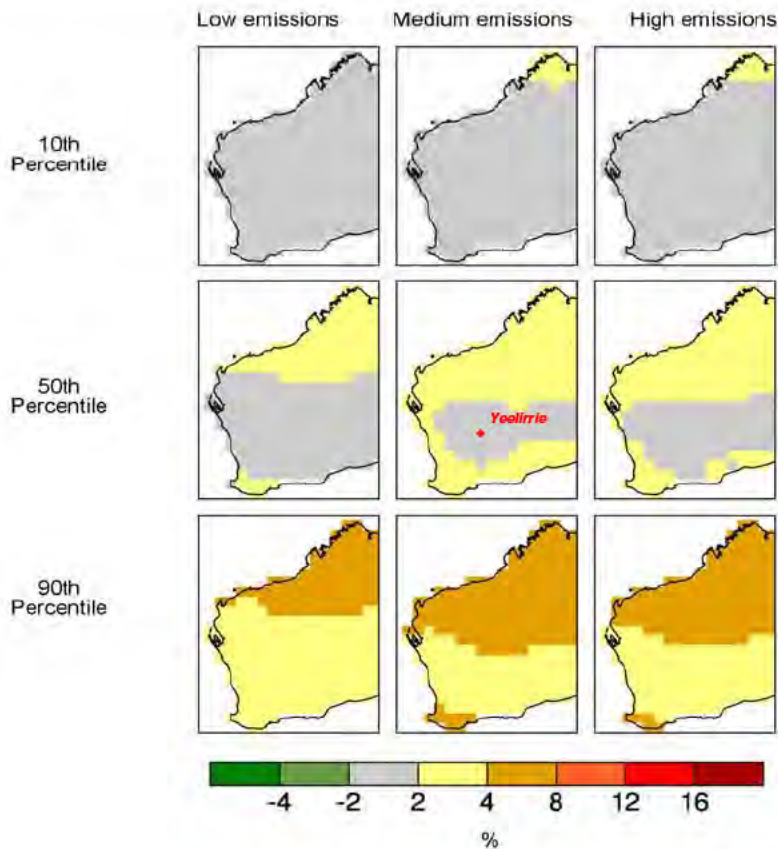 Low emissions Medium emissions High emissions
10th
Percentile
50th
Percentile
Yeelirrie
90th
Percentile
-4 -2 2 4 8 12 16
%